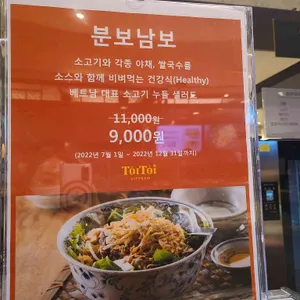 분보남보
소고기와 각종 야채, 쌀국수를
소스와 함께 비벼먹는 건강식(Healthy)
베트남 대표 소고기 누들 샐러드
11,000원
9,000원
(2022년 7월 1일 ~ 2022년 12월 31일까지)
TôiTôi
VIETNAM